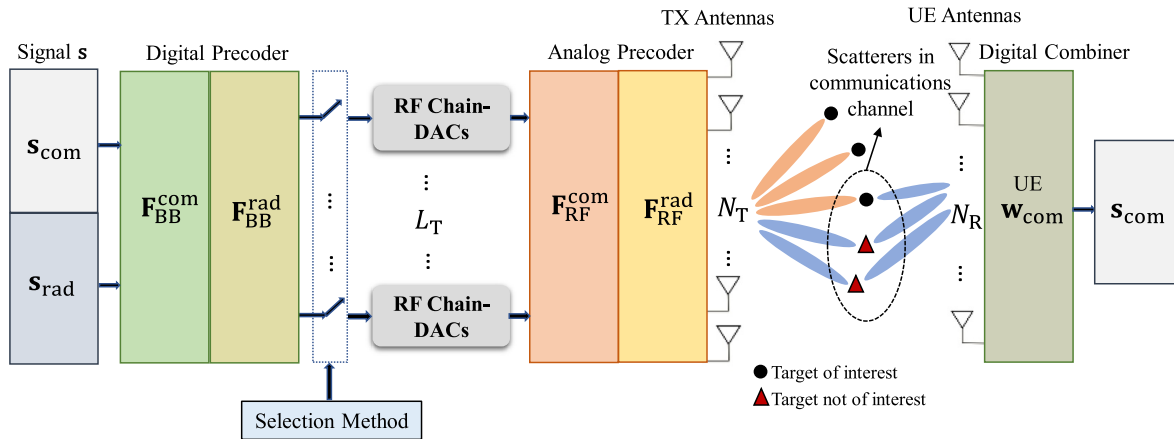 TX Antennas
UE Antennas
Signal s
Digital Precoder
Analog Precoder
Scatterers in
communications
channel
Digital Combiner
s_com
s_rad
F_BB^com
F_BB^rad
RF Chain-
DACs
...
L_T
...
RF Chain-
DACs
F_RF^com
F_RF^rad
N_T
N_R
UE
w_com
s_com
Target of interest
Target not of interest
Selection Method